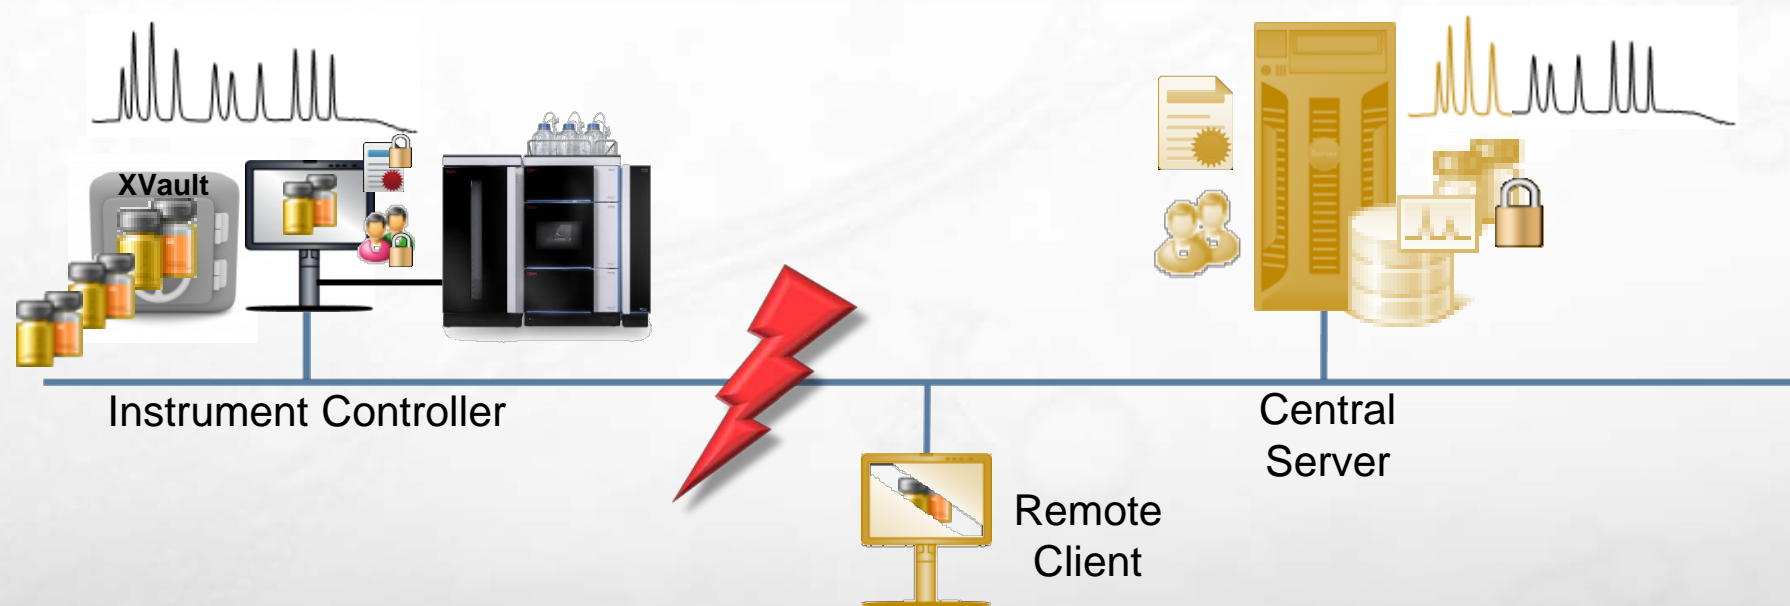 XVault
Instrument Controller
Central
Server
Remote
Client